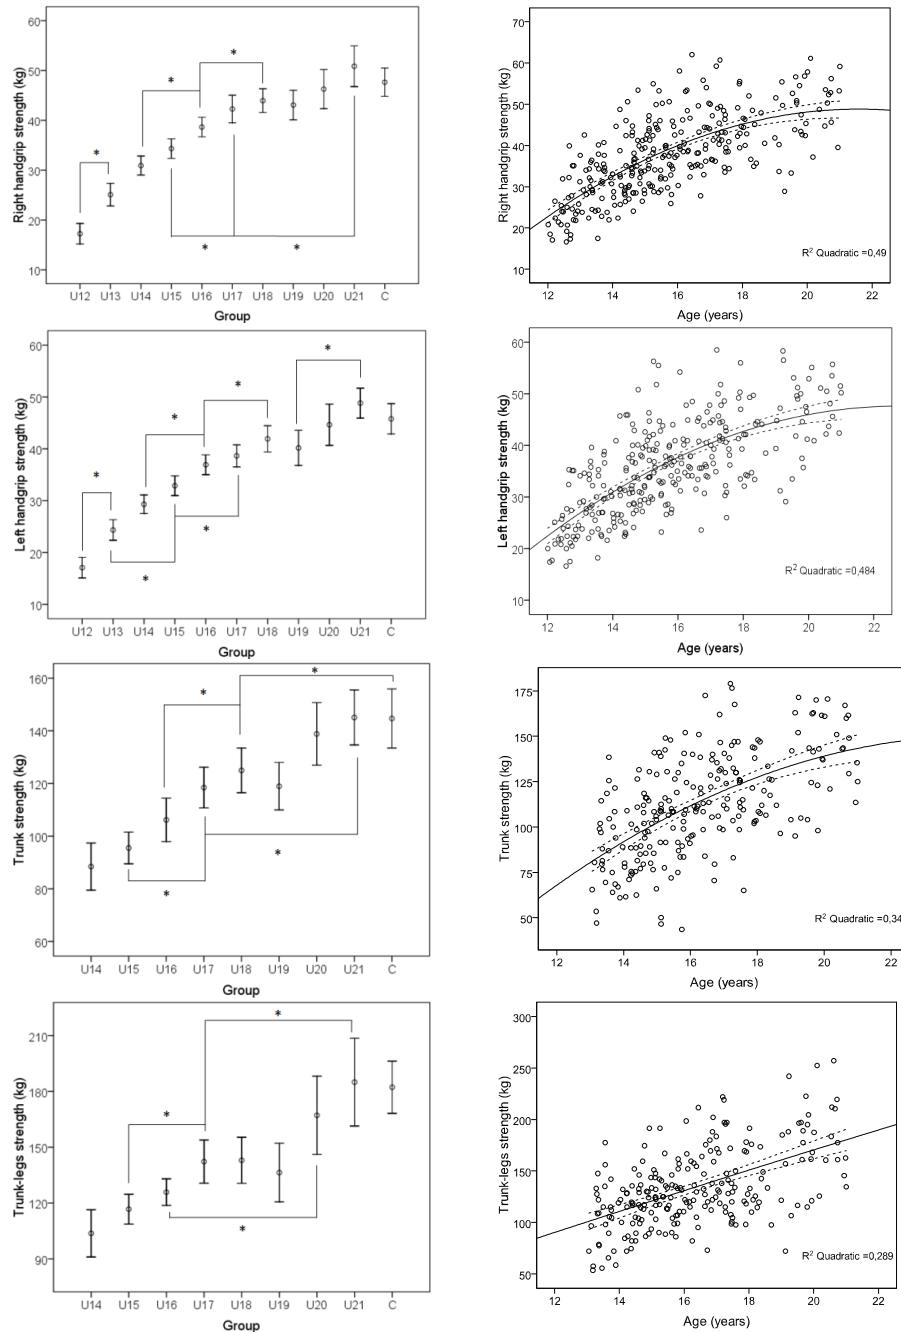 60
50
40
30
20
10
Right handgrip strength (kg)
*
*
*
*
*
U12 U13 U14 U15 U16 U17 U18 U19 U20 U21 C
Group
70
60
50
40
30
20
10
Right handgrip strength (kg)
R2 Quadratic =0,49
12 14 16 18 20 22
Age (years)
60
50
40
30
20
10
Left handgrip strength (kg)
*
*
*
*
*
*
U12 U13 U14 U15 U16 U17 U18 U19 U20 U21 C
Group
60
50
40
30
20
10
Left handgrip strength (kg)
R2 Quadratic =0,484
12 14 16 18 20 22
Age (years)
160
140
120
100
80
60
Trunk strength (kg)
*
*
*
*
U14 U15 U16 U17 U18 U19 U20 U21 C
Group
175
150
125
100
75
50
Trunk strength (kg)
R2 Quadratic =0,34
12 14 16 18 20 22
Age (years)
210
180
150
120
90
Trunk-legs strength (kg)
*
*
*
U14 U15 U16 U17 U18 U19 U20 U21 C
Group
300
200
150
100
50
Trunk-legs strength (kg)
R2 Quadratic =0,289
12 14 16 18 20 22
Age (years)